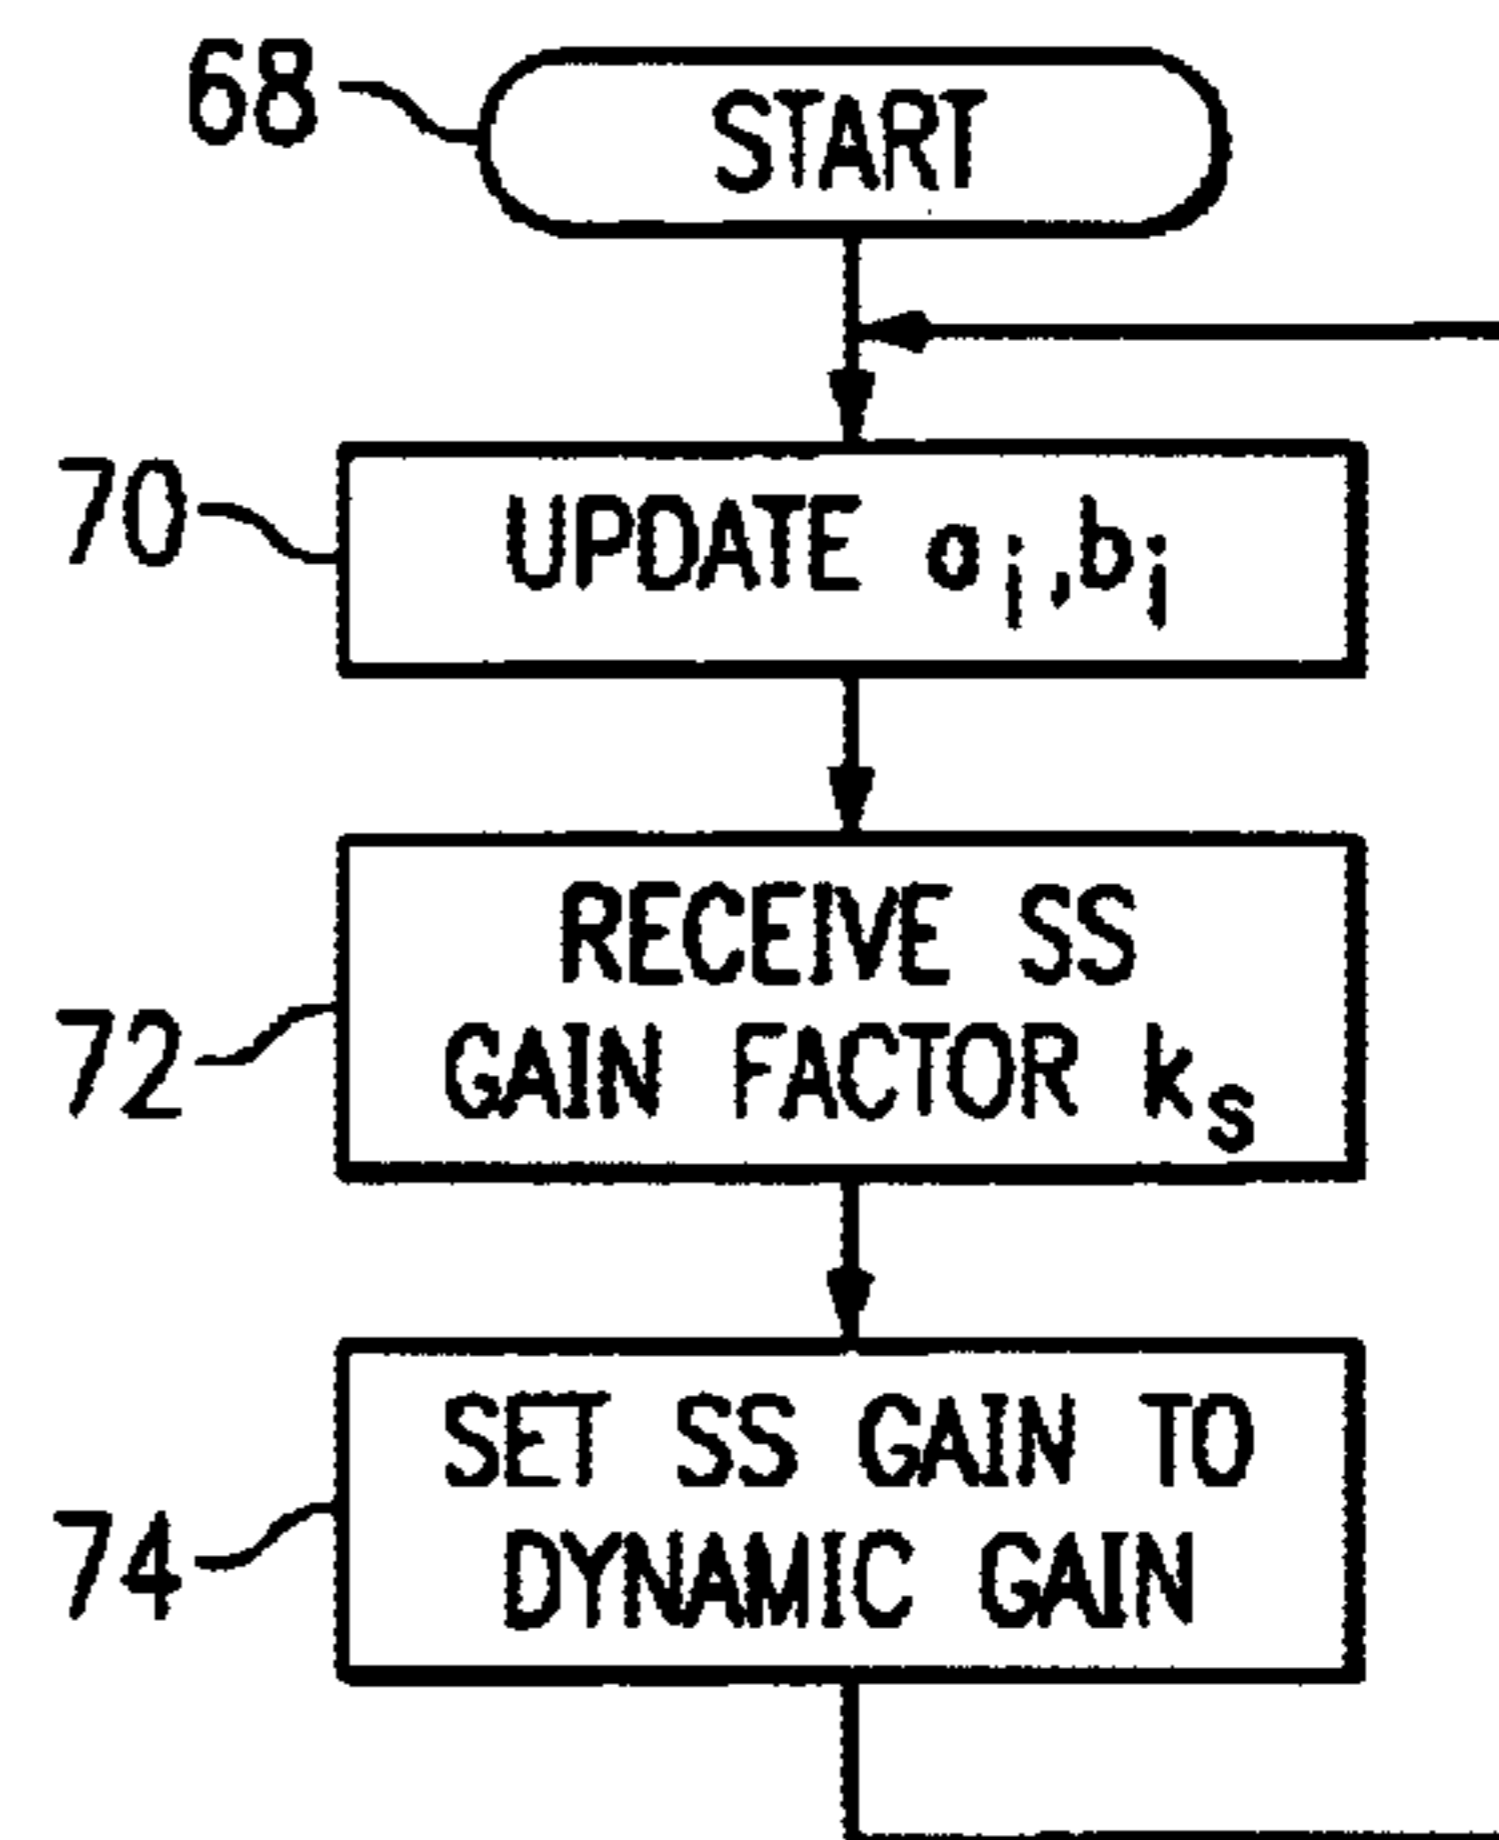 68
START
70
UPDATE aᵢ,bᵢ
72
RECEIVE SS
GAIN FACTOR kₛ
74
SET SS GAIN TO
DYNAMIC GAIN